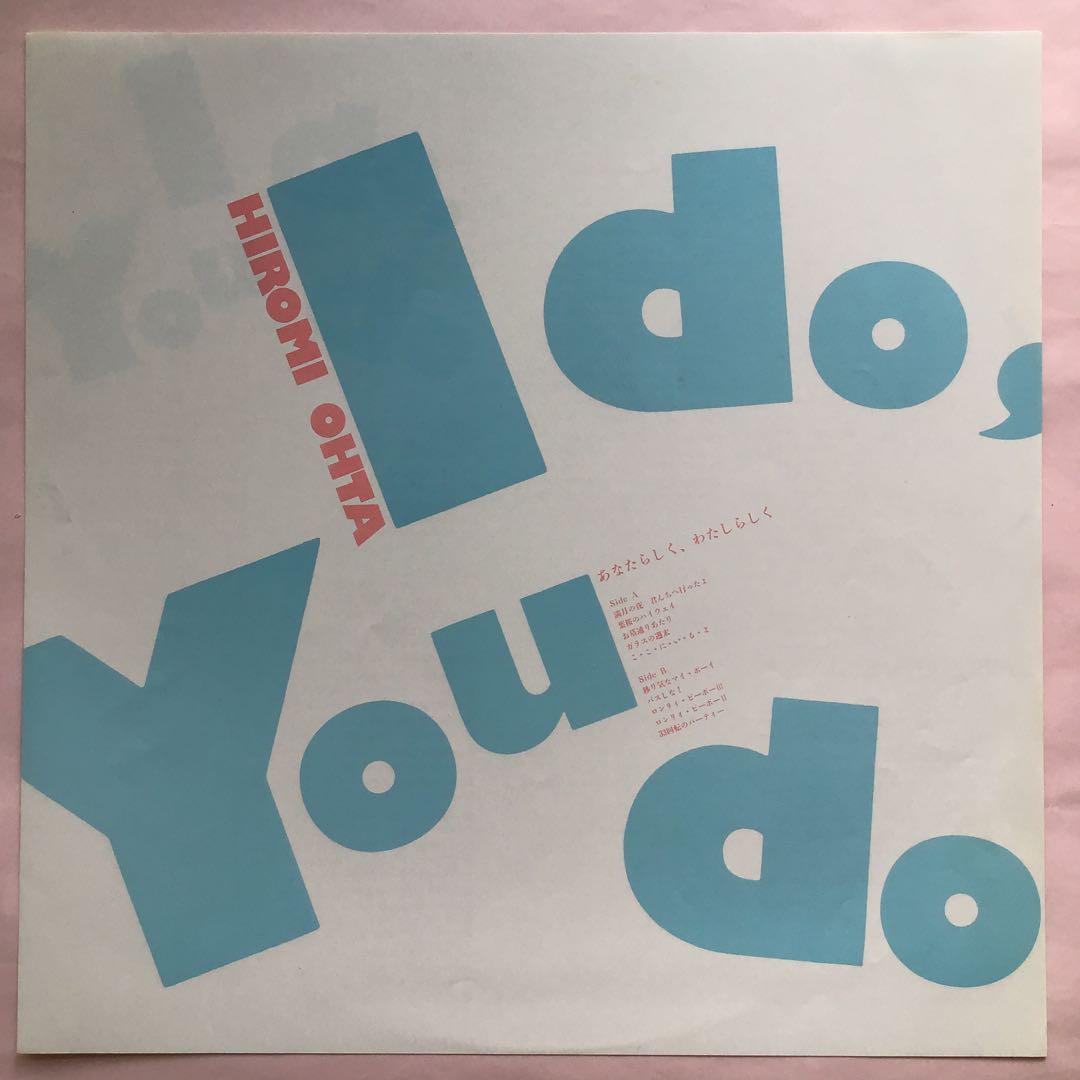 HIROMI OHTA
I do,
You do
あなたらしく、わたしらしく
Side A
満月の夜 君んちへ行ったよ
葉桜のハイウェイ
お墓通りあたり
ガラスの週末
こ・こ・に・い・る・よ
Side B
移り気なマイ・ボーイ
パスしな!
ロンリィ・ピーポーIII
ロンリィ・ピーポーII
33回転のパーティー